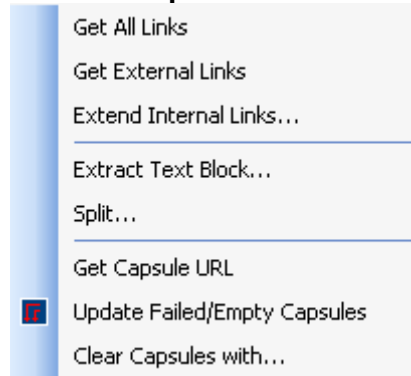 Get All Links
Get External Links
Extend Internal Links...
Extract Text Block...
Split...
Get Capsule URL
Update Failed/Empty Capsules
Clear Capsules with...